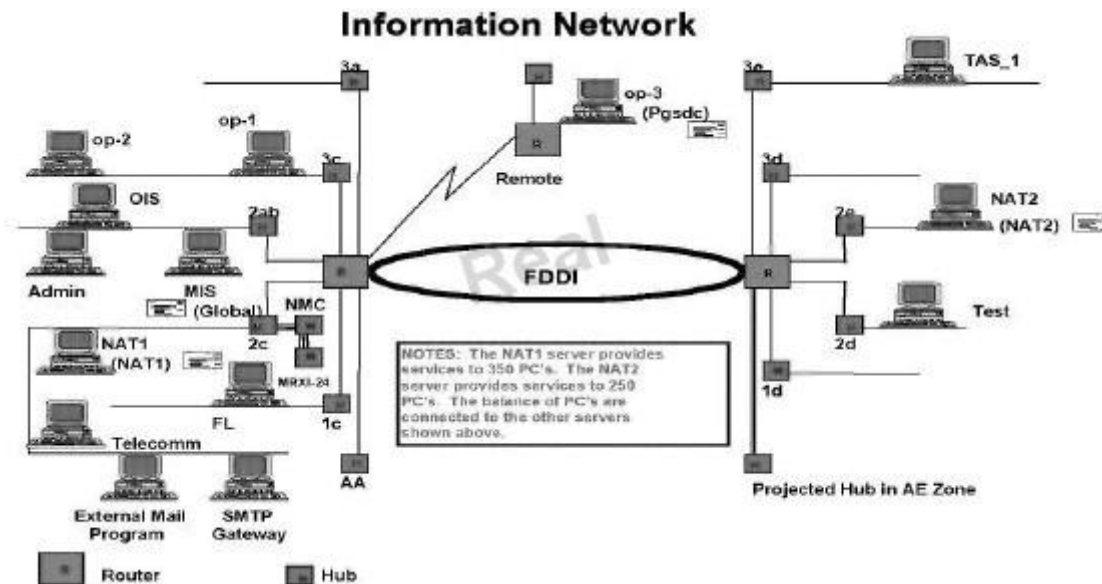 Information Network
3a
3e
TAS_1
op-3
(Pgsdc)
R
Remote
op-2
op-1
3c
3d
OIS
2ab
2e
NAT2
(NAT2)
Admin
MIS
(Global)
NMC
Real
FDDI
R
Test
NAT1
(NAT1)
2c
2d
MRXI-24
NOTES: The NAT1 server provides
services to 350 PC's. The NAT2
server provides services to 250
PC's. The balance of PC's are
connected to the other servers
shown above.
1d
FL
1c
Telecomm
AA
Projected Hub in AE Zone
External Mail
Program
SMTP
Gateway
Router
Hub